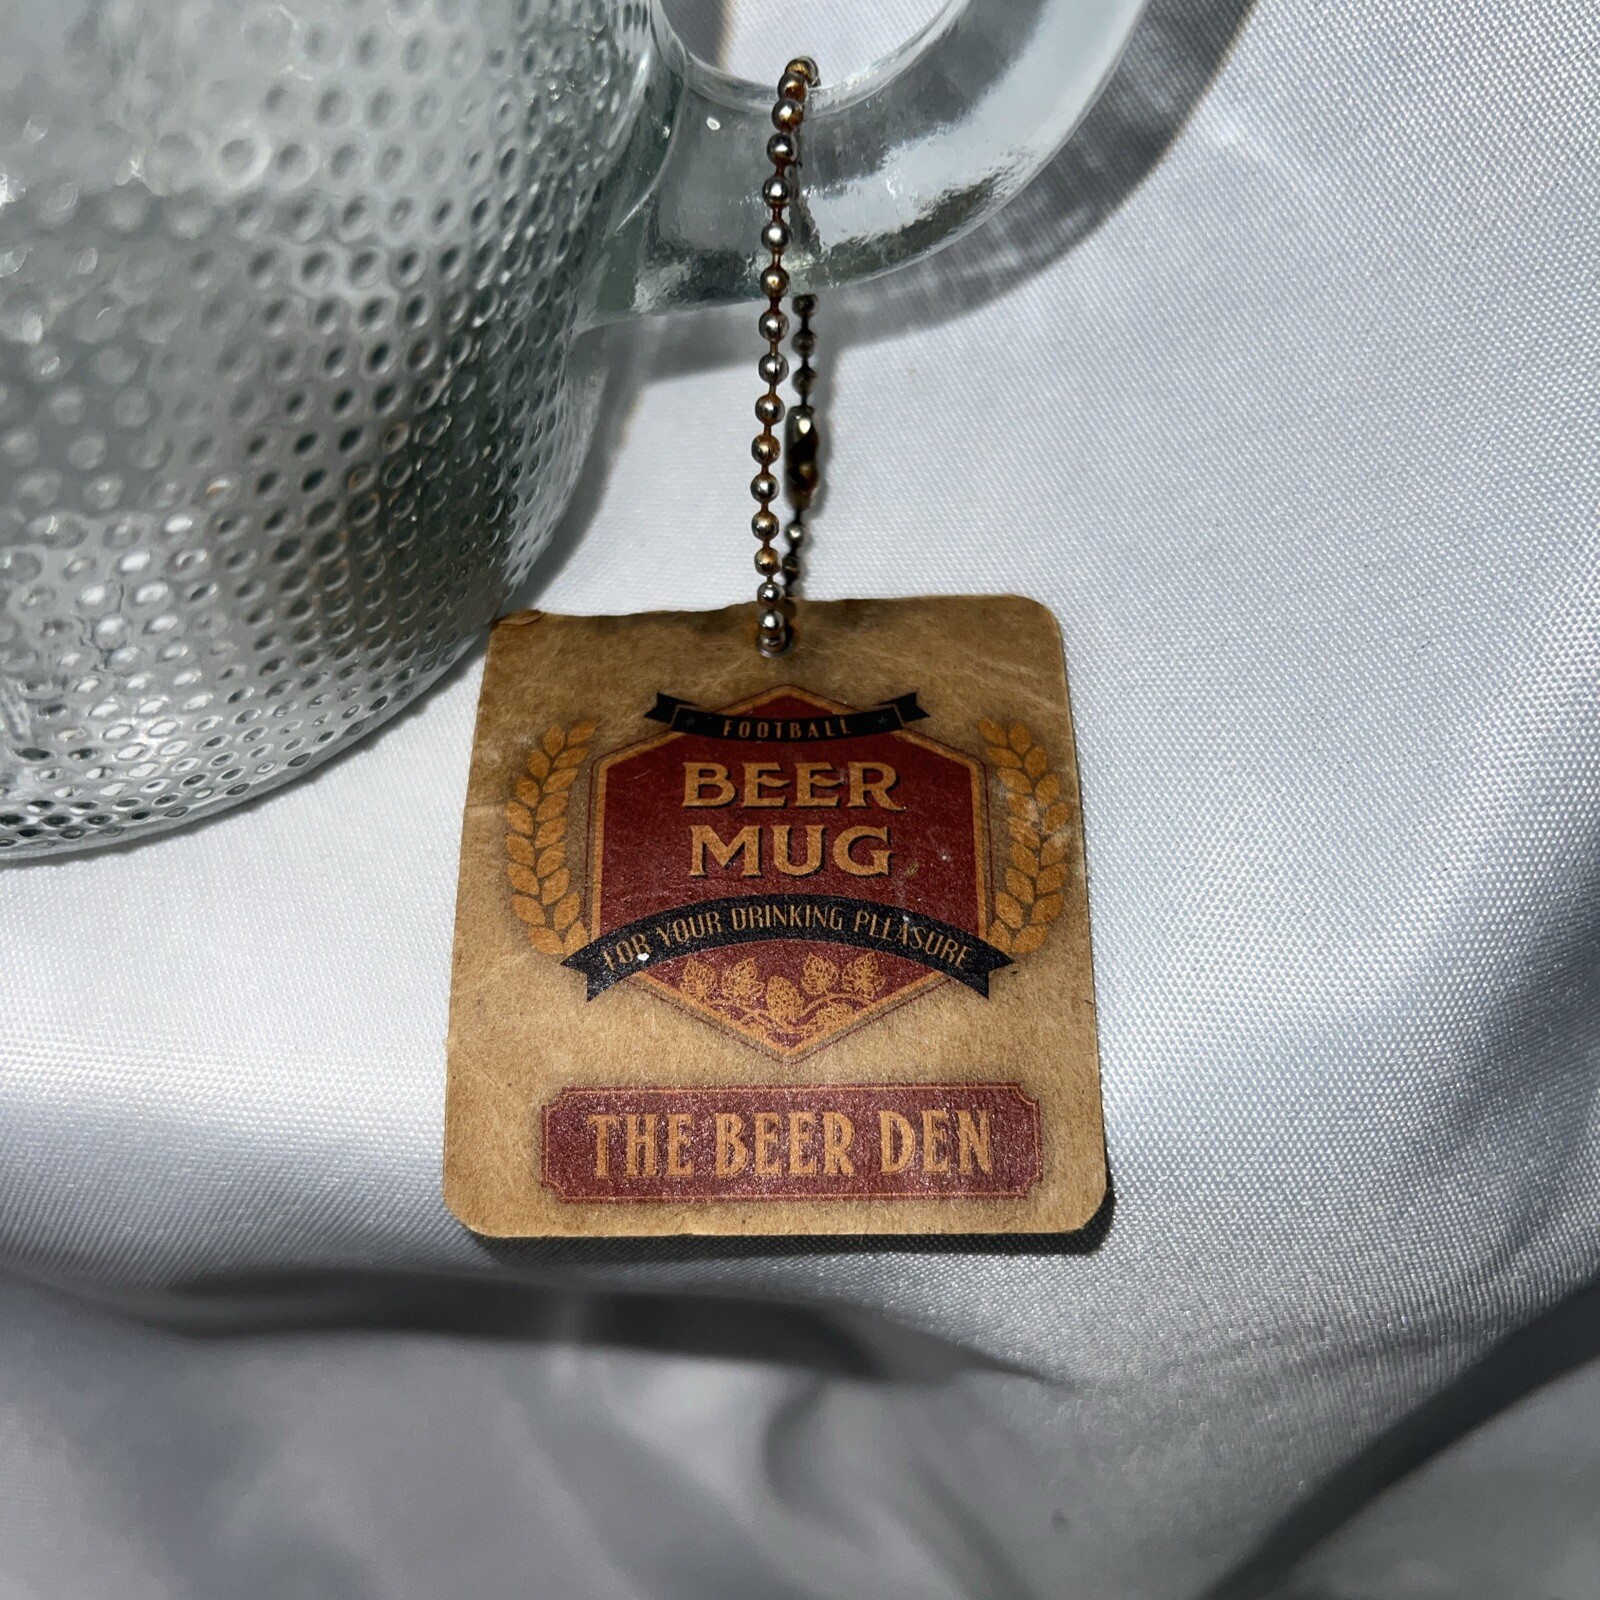 FOOTBALL
BEER
MUG
FOR YOUR DRINKING PLEASURE
THE BEER DEN